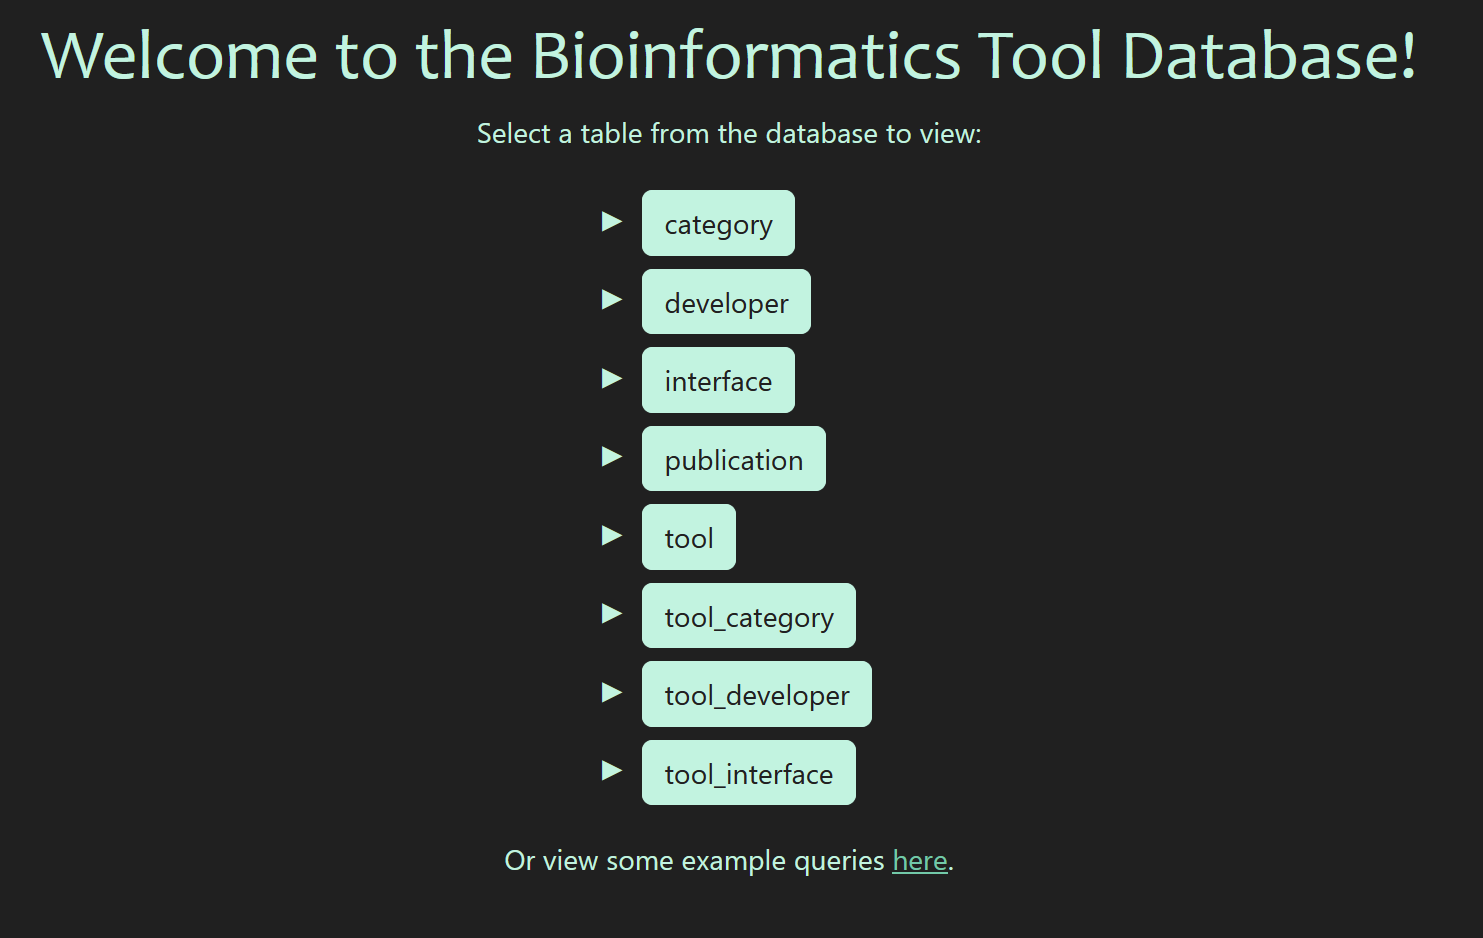 Welcome to the Bioinformatics Tool Database!
Select a table from the database to view:
category
developer
interface
publication
tool
tool_category
tool_developer
tool_interface
Or view some example queries here.